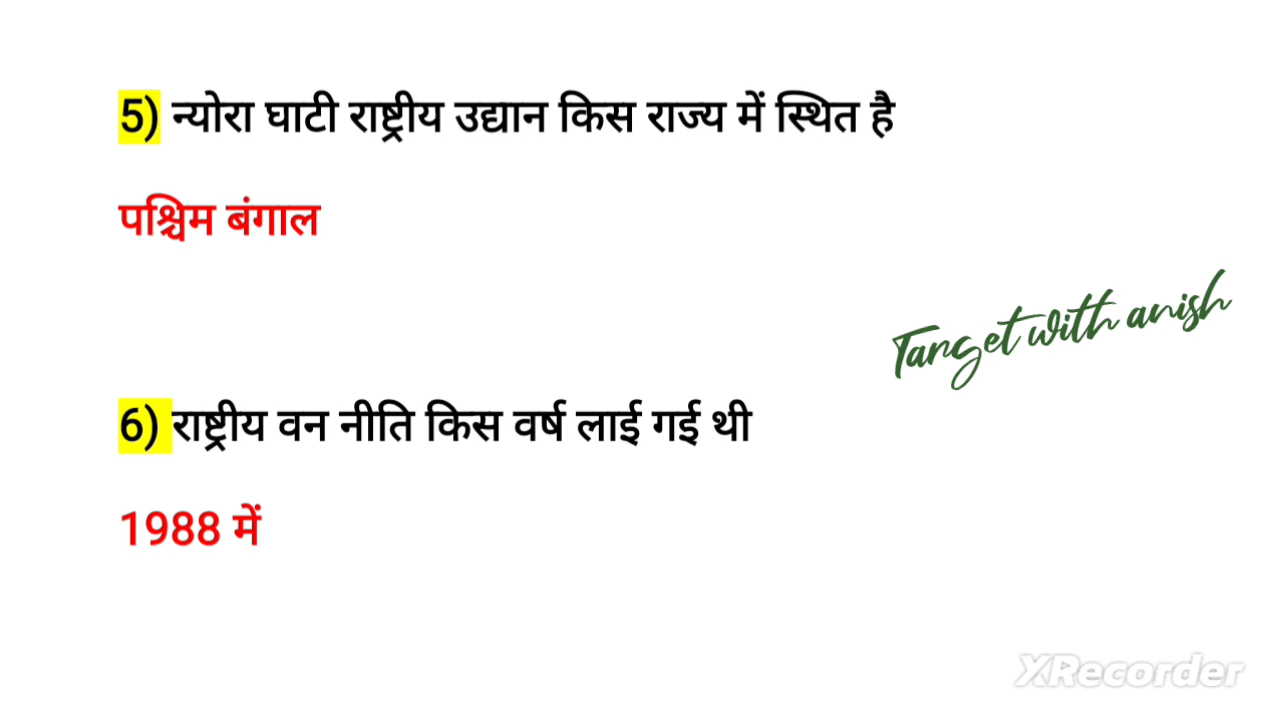 5) न्योरा घाटी राष्ट्रीय उद्यान किस राज्य में स्थित है
पश्चिम बंगाल
Target with anish
6) राष्ट्रीय वन नीति किस वर्ष लाई गई थी
1988 में
XRecorder